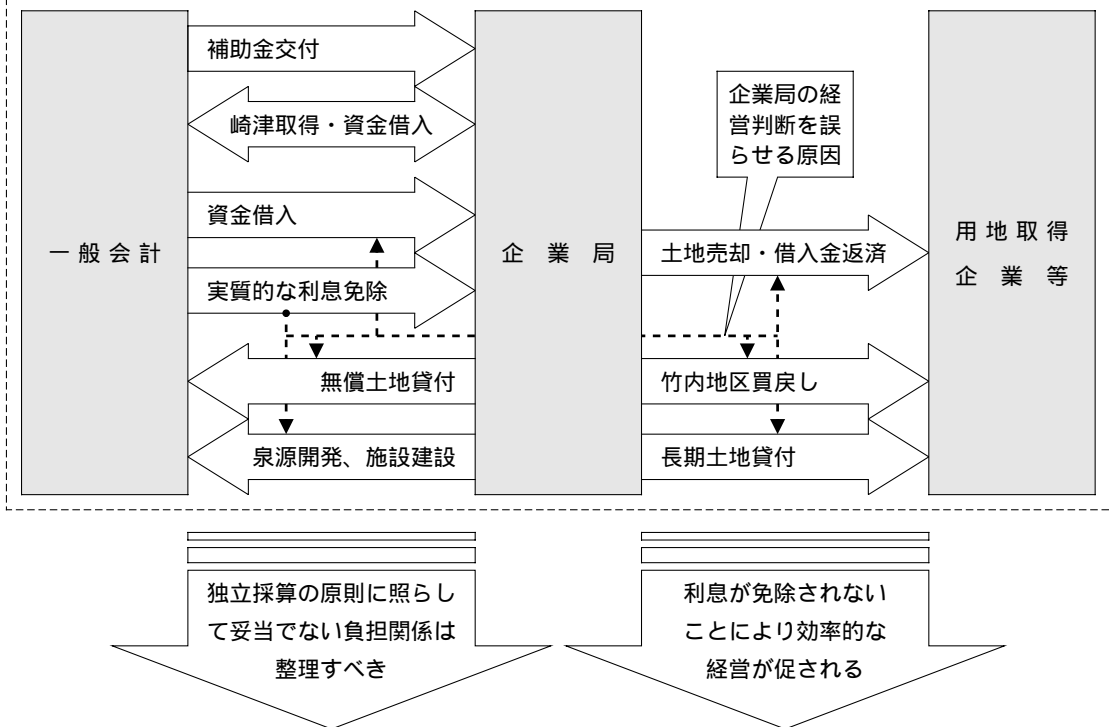 補助金交付
崎津取得・資金借入
資金借入
一般会計
実質的な利息免除
無償土地貸付
泉源開発、施設建設
企業局
企業局の経
営判断を誤
らせる原因
土地売却・借入金返済
竹内地区買戻し
長期土地貸付
用地取得
企業等
独立採算の原則に照らし
て妥当でない負担関係は
整理すべき
利息が免除されない
ことにより効率的な
経営が促される